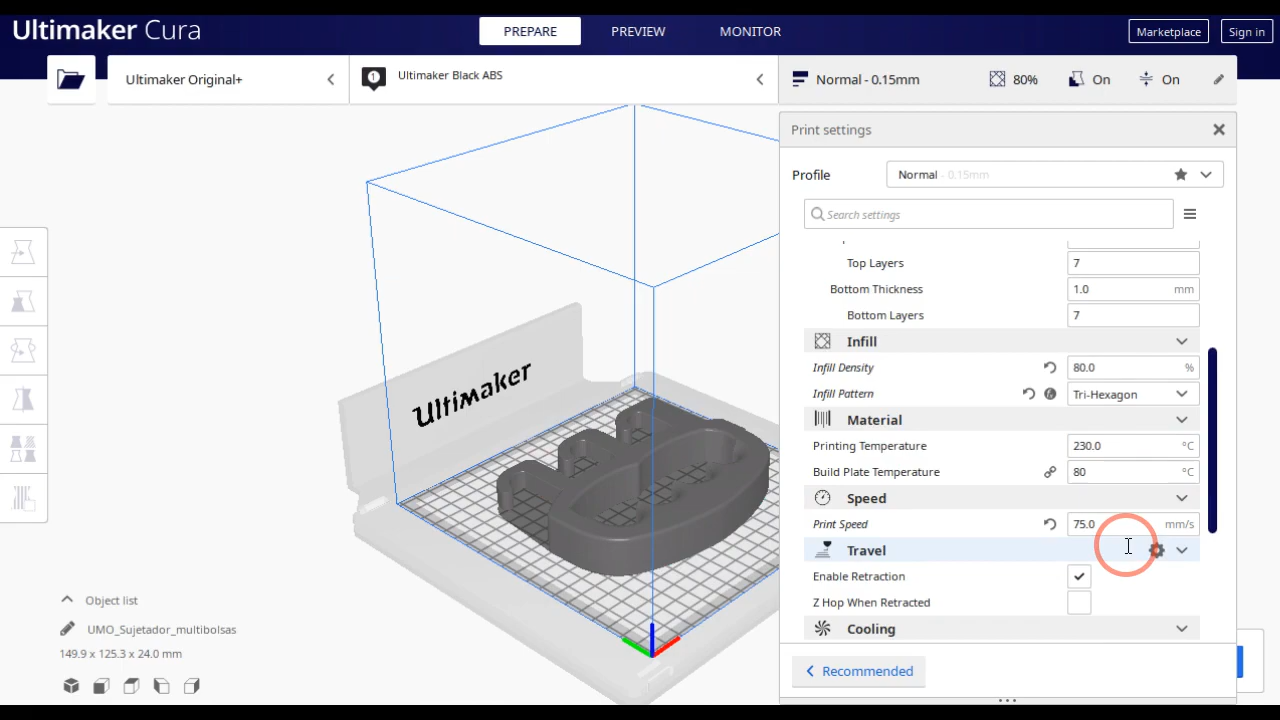 Ultimaker Cura
PREPARE
PREVIEW
MONITOR
Marketplace
Sign in
Ultimaker Original+
1
Ultimaker Black ABS
Normal - 0.15mm
80%
On
On
Print settings
Profile
Normal - 0.15mm
Search settings
Top Layers
7
Bottom Thickness
1.0 mm
Bottom Layers
7
Infill
Infill Density
80.0 %
Infill Pattern
Tri-Hexagon
Material
Printing Temperature
230.0 °C
Build Plate Temperature
80 °C
Speed
Print Speed
75.0 mm/s
Travel
Enable Retraction
Z Hop When Retracted
Cooling
Recommended
Ultimaker
Object list
UMO_Sujetador_multibolsas
149.9 x 125.3 x 24.0 mm